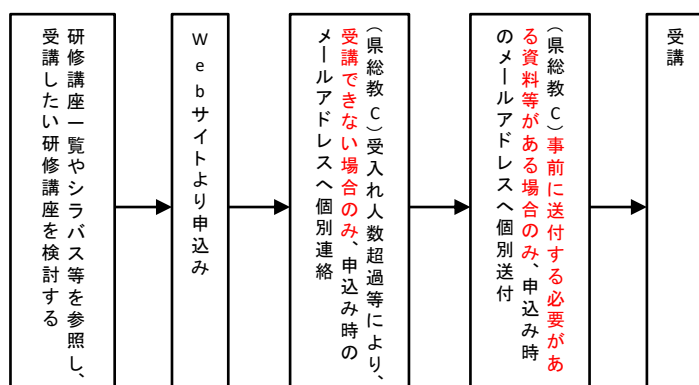 研修講座一覧やシラバス等を参照し、
受講したい研修講座を検討する
Ｗｅｂサイトより申込み
（県総教Ｃ）受入れ人数超過等により、
受講できない場合のみ、申込み時の
メールアドレスへ個別連絡
（県総教Ｃ）事前に送付する必要があ
る資料等がある場合のみ、申込み時
のメールアドレスへ個別送付
受講